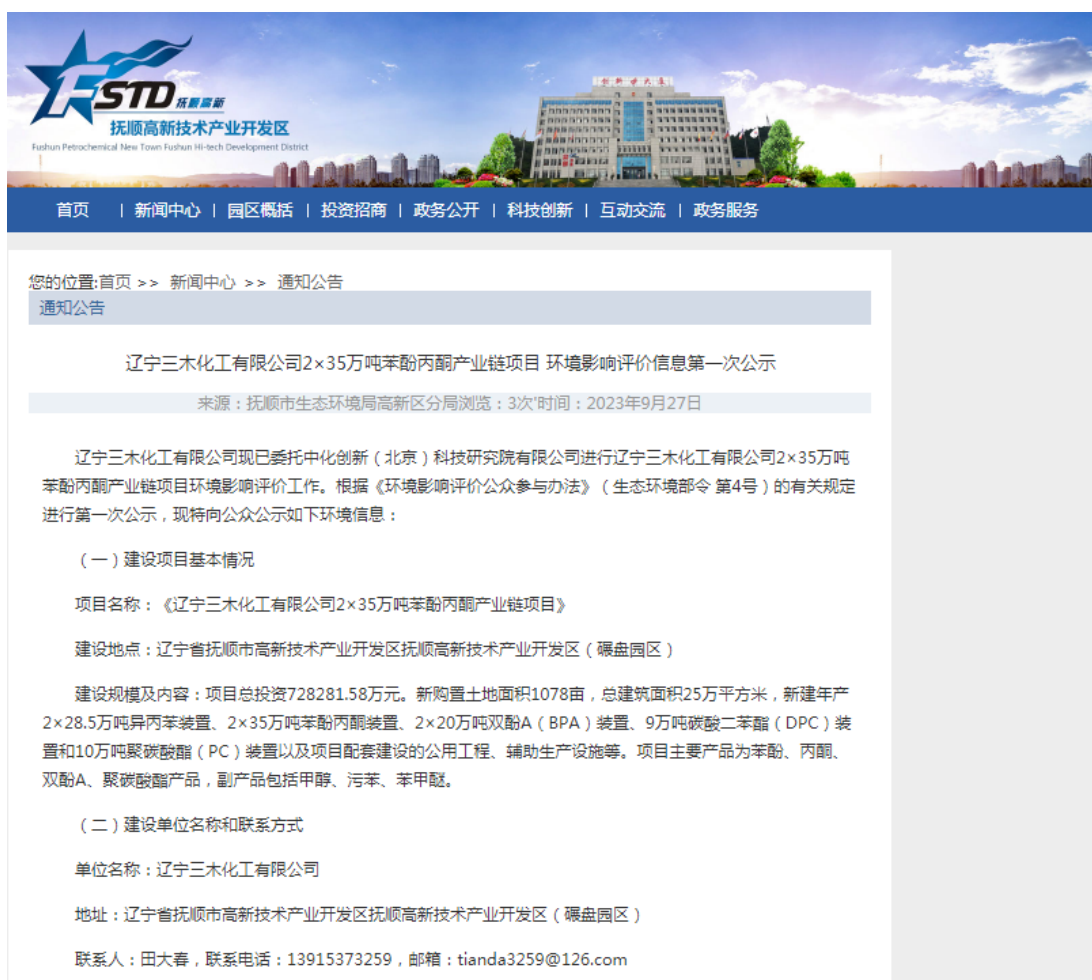 FSTD 抚顺高新
抚顺高新技术产业开发区
Fushun Petrochemical New Town Fushun Hi-tech Development District
首页 | 新闻中心 | 园区概括 | 投资招商 | 政务公开 | 科技创新 | 互动交流 | 政务服务
您的位置:首页 >> 新闻中心 >> 通知公告
通知公告
辽宁三木化工有限公司2×35万吨苯酚丙酮产业链项目 环境影响评价信息第一次公示
来源：抚顺市生态环境局高新区分局浏览：3次'时间：2023年9月27日
辽宁三木化工有限公司现已委托中化创新（北京）科技研究院有限公司进行辽宁三木化工有限公司2×35万吨
苯酚丙酮产业链项目环境影响评价工作。根据《环境影响评价公众参与办法》（生态环境部令 第4号）的有关规定
进行第一次公示，现特向公众公示如下环境信息：
（一）建设项目基本情况
项目名称：《辽宁三木化工有限公司2×35万吨苯酚丙酮产业链项目》
建设地点：辽宁省抚顺市高新技术产业开发区抚顺高新技术产业开发区（碾盘园区）
建设规模及内容：项目总投资728281.58万元。新购置土地面积1078亩，总建筑面积25万平方米，新建年产
2×28.5万吨异丙苯装置、2×35万吨苯酚丙酮装置、2×20万吨双酚A（BPA）装置、9万吨碳酸二苯酯（DPC）装
置和10万吨聚碳酸酯（PC）装置以及项目配套建设的公用工程、辅助生产设施等。项目主要产品为苯酚、丙酮、
双酚A、聚碳酸酯产品，副产品包括甲醇、污苯、苯甲醚。
（二）建设单位名称和联系方式
单位名称：辽宁三木化工有限公司
地址：辽宁省抚顺市高新技术产业开发区抚顺高新技术产业开发区（碾盘园区）
联系人：田大春，联系电话：13915373259，邮箱：tianda3259@126.com